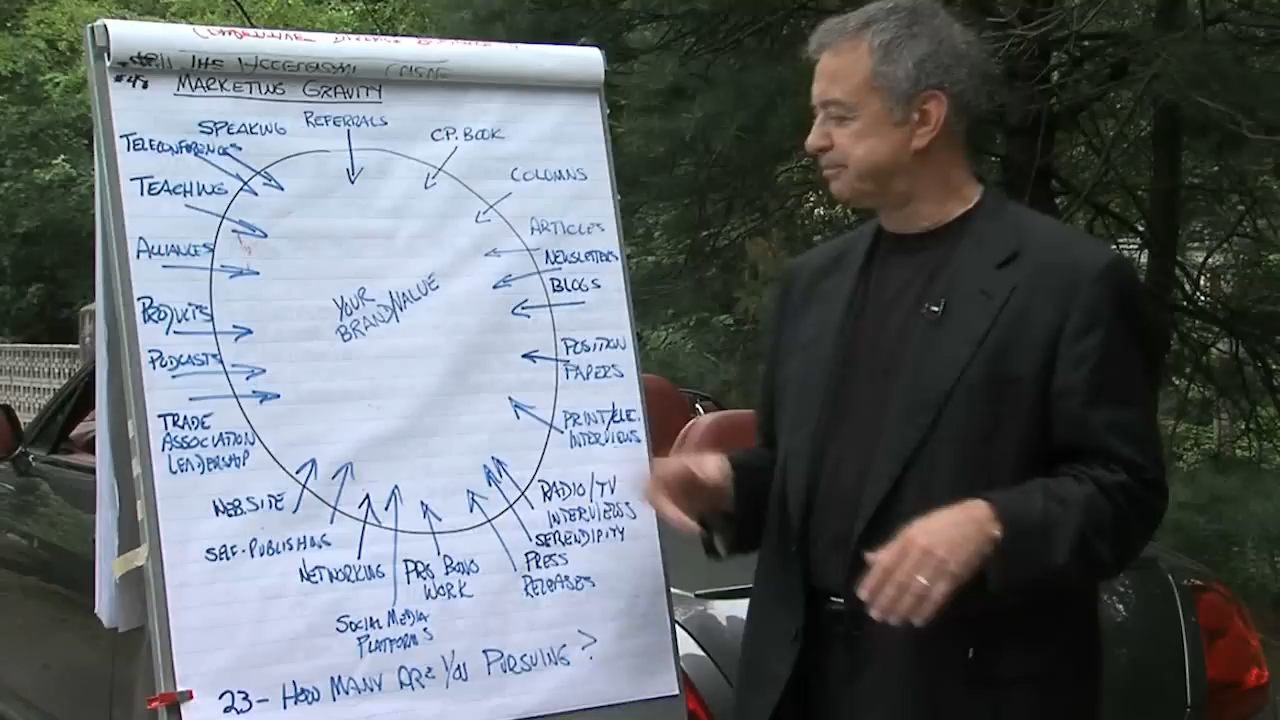 #48
MARKETING GRAVITY
REFERRALS
SPEAKING
C.P. BOOK
TELECONFERENCES
COLUMNS
TEACHING
ARTICLES
ALLIANCES
NEWSLETTERS
BLOGS
YOUR
BRAND/VALUE
PRODUCTS
POSITION
PAPERS
PODCASTS
PRINT/ELE.
INTERVIEWS
TRADE
ASSOCIATION
LEADERSHIP
WEB SITE
RADIO/TV
INTERVIEWS
SERENDIPITY
SELF-PUBLISHING
NETWORKING
PRO BONO
WORK
PRESS
RELEASES
SOCIAL MEDIA
PLATFORMS
23- HOW MANY ARE YOU PURSUING?